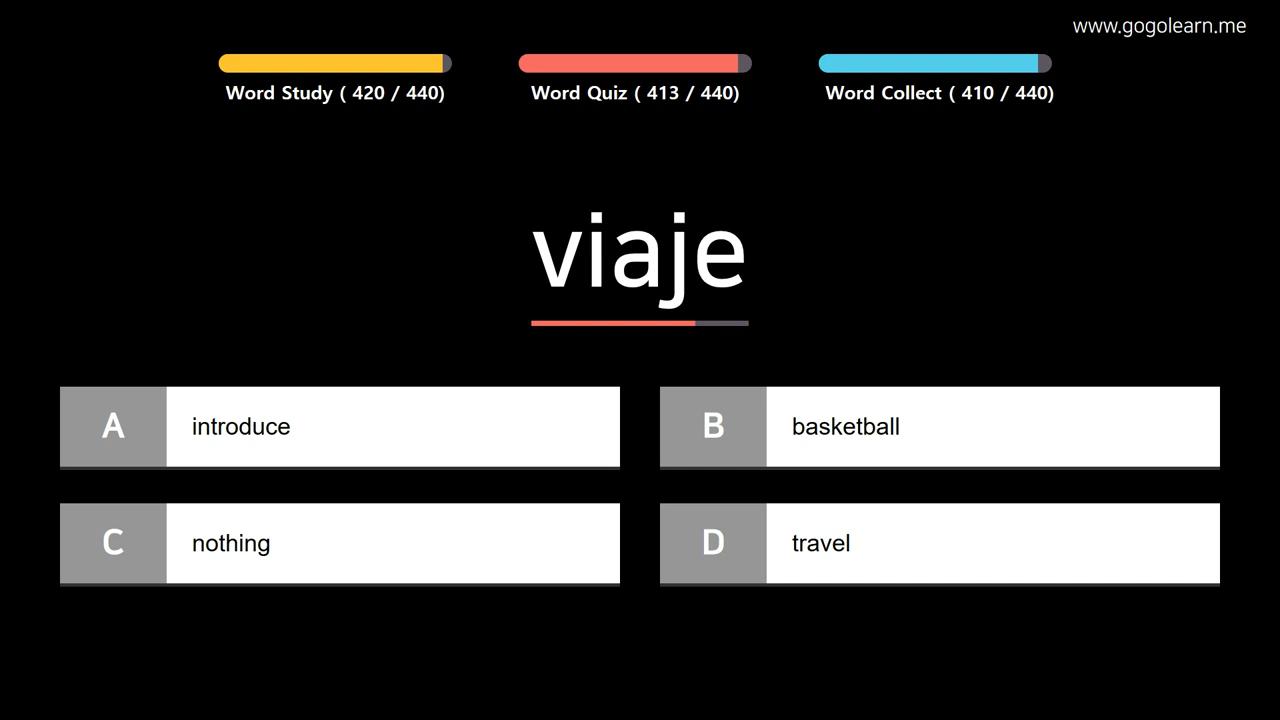 www.gogolearn.me
Word Study ( 420 / 440)
Word Quiz ( 413 / 440)
Word Collect ( 410 / 440)
viaje
A introduce
B basketball
C nothing
D travel